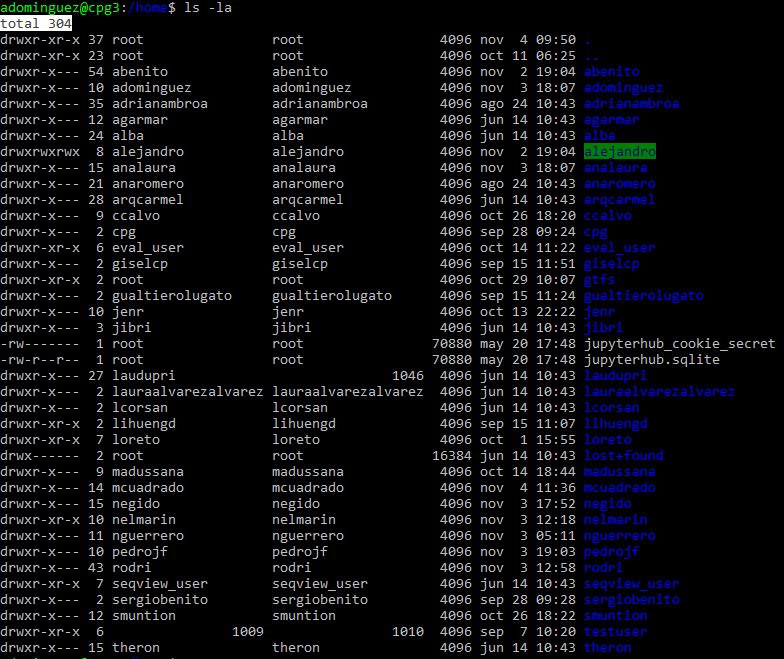 adominguez@cpg3:/home$ ls -la
total 304
drwxr-xr-x 37 root                root                 4096 nov  4 09:50 .
drwxr-xr-x 23 root                root                 4096 oct 11 06:25 ..
drwxr-x--- 54 abenito             abenito              4096 nov  2 19:04 abenito
drwxr-x--- 10 adominguez          adominguez           4096 nov  3 18:07 adominguez
drwxr-x--- 35 adrianambroa        adrianambroa         4096 ago 24 10:43 adrianambroa
drwxr-x--- 12 agarmar             agarmar              4096 jun 14 10:43 agarmar
drwxr-x--- 24 alba                alba                 4096 jun 14 10:43 alba
drwxrwxrwx  8 alejandro           alejandro            4096 nov  2 19:04 alejandro
drwxr-x--- 15 analaura            analaura             4096 nov  3 18:07 analaura
drwxr-x--- 21 anaromero           anaromero            4096 ago 24 10:43 anaromero
drwxr-x--- 28 arqcarmel           arqcarmel            4096 jun 14 10:43 arqcarmel
drwxr-x---  9 ccalvo              ccalvo               4096 oct 26 18:20 ccalvo
drwxr-x---  2 cpg                 cpg                  4096 sep 28 09:24 cpg
drwxr-xr-x  6 eval_user           eval_user            4096 oct 14 11:22 eval_user
drwxr-x---  2 giselcp             giselcp              4096 sep 15 11:51 giselcp
drwxr-xr-x  2 root                root                 4096 oct 29 10:07 gtfs
drwxr-x---  2 gualtierolugato     gualtierolugato      4096 sep 15 11:24 gualtierolugato
drwxr-x--- 10 jenr                jenr                 4096 oct 13 22:22 jenr
drwxr-x---  3 jibri               jibri                4096 jun 14 10:43 jibri
-rw-------  1 root                root                70880 may 20 17:48 jupyterhub_cookie_secret
-rw-r--r--  1 root                root                70880 may 20 17:48 jupyterhub.sqlite
drwxr-x--- 27 laudupri                           1046  4096 jun 14 10:43 laudupri
drwxr-x---  2 lauraalvarezalvarez lauraalvarezalvarez  4096 jun 14 10:43 lauraalvarezalvarez
drwxr-x---  2 lcorsan             lcorsan              4096 jun 14 10:43 lcorsan
drwxr-xr-x  2 lihuengd            lihuengd             4096 sep 15 11:07 lihuengd
drwxr-xr-x  7 loreto              loreto               4096 oct  1 15:55 loreto
drwx------  2 root                root                16384 jun 14 10:43 lost+found
drwxr-x---  9 madussana           madussana            4096 oct 14 18:44 madussana
drwxr-x--- 14 mcuadrado           mcuadrado            4096 nov  4 11:36 mcuadrado
drwxr-x--- 15 negido              negido               4096 nov  3 17:52 negido
drwxr-xr-x 10 nelmarin            nelmarin             4096 nov  3 12:18 nelmarin
drwxr-x--- 11 nguerrero           nguerrero            4096 nov  3 05:11 nguerrero
drwxr-x--- 10 pedrojf             pedrojf              4096 nov  3 19:03 pedrojf
drwxr-x--- 43 rodri               rodri                4096 nov  3 12:58 rodri
drwxr-xr-x  7 seqview_user        seqview_user         4096 jun 14 10:43 seqview_user
drwxr-x---  2 sergiobenito        sergiobenito         4096 sep 28 09:28 sergiobenito
drwxr-x--- 12 smuntion            smuntion             4096 oct 26 18:22 smuntion
drwxr-xr-x  6                1009                1010  4096 sep  7 10:20 testuser
drwxr-x--- 15 theron              theron               4096 jun 14 10:43 theron